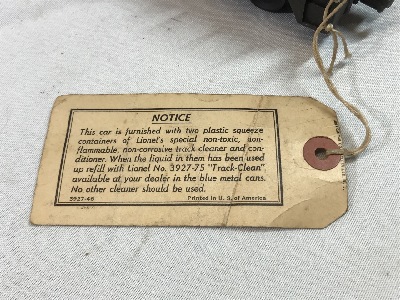 NOTICE
This car is furnished with two plastic squeeze
containers of Lionel's special non-toxic, non-
flammable, non-corrosive track cleaner and con-
ditioner. When the liquid in them has been used
up refill with Lionel No. 3927-75 "Track-Clean"
available at your dealer in the blue metal cans.
No other cleaner should be used.
3927-46 Printed in U. S. of America